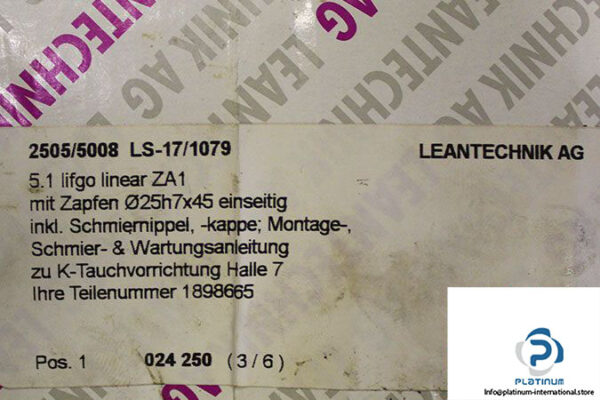 LEANTECHNIK AG
2505/5008 LS-17/1079
LEANTECHNIK AG
5.1 lifgo linear ZA1
mit Zapfen Ø25h7x45 einseitig
inkl. Schmiernippel, -kappe; Montage-,
Schmier- & Wartungsanleitung
zu K-Tauchvorrichtung Halle 7
Ihre Teilenummer 1898665
Pos. 1 024 250 (3/6)
PLATINUM
Info@platinum-international.store